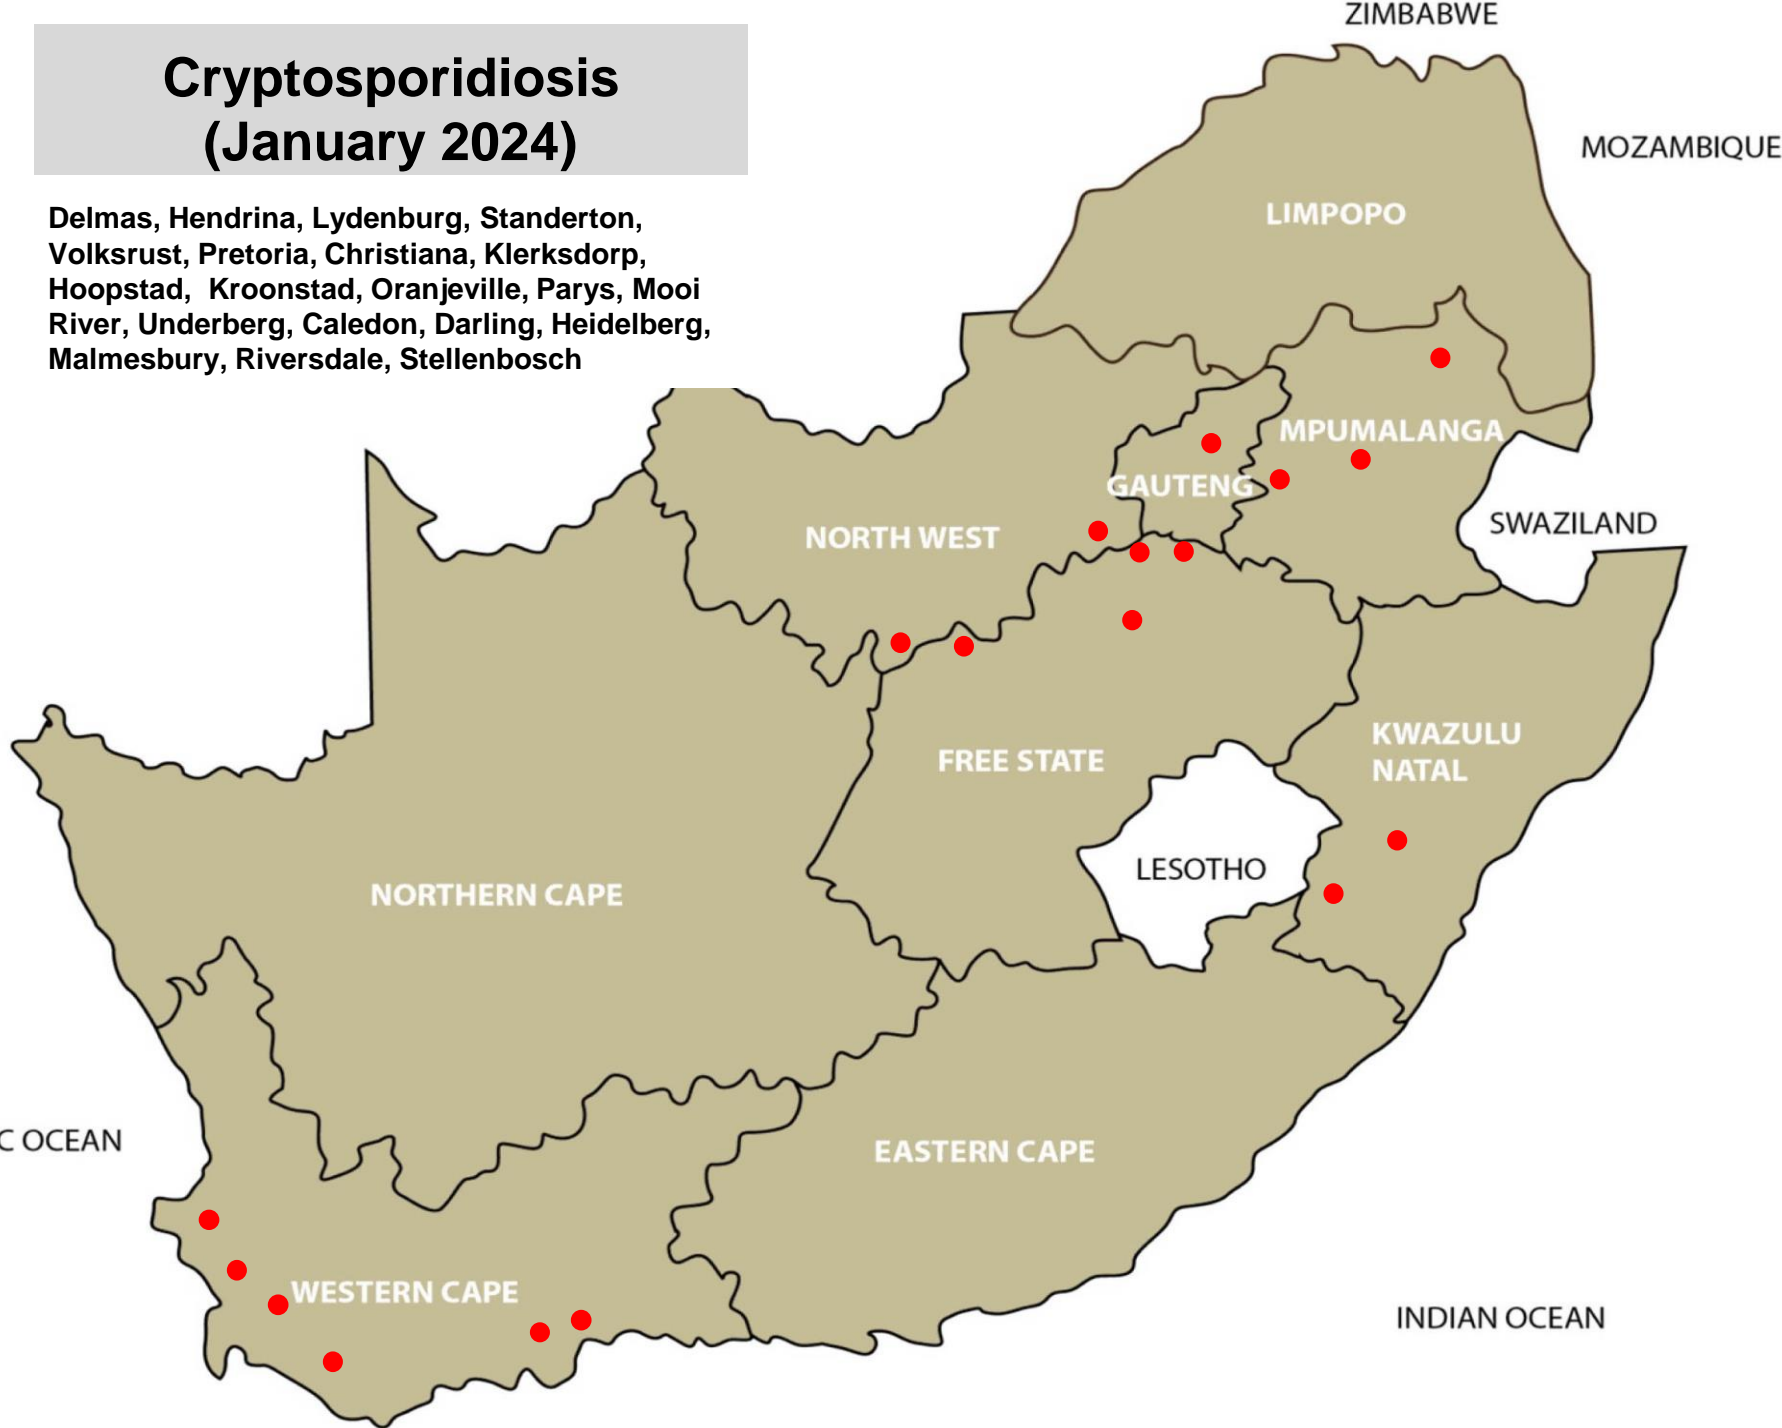 Cryptosporidiosis
(January 2024)
Delmas, Hendrina, Lydenburg, Standerton,
Volksrust, Pretoria, Christiana, Klerksdorp,
Hoopstad, Kroonstad, Oranjeville, Parys, Mooi
River, Underberg, Caledon, Darling, Heidelberg,
Malmesbury, Riversdale, Stellenbosch
ZIMBABWE
MOZAMBIQUE
LIMPOPO
MPUMALANGA
GAUTENG
NORTH WEST
SWAZILAND
KWAZULU
NATAL
FREE STATE
LESOTHO
NORTHERN CAPE
C OCEAN
EASTERN CAPE
WESTERN CAPE
INDIAN OCEAN